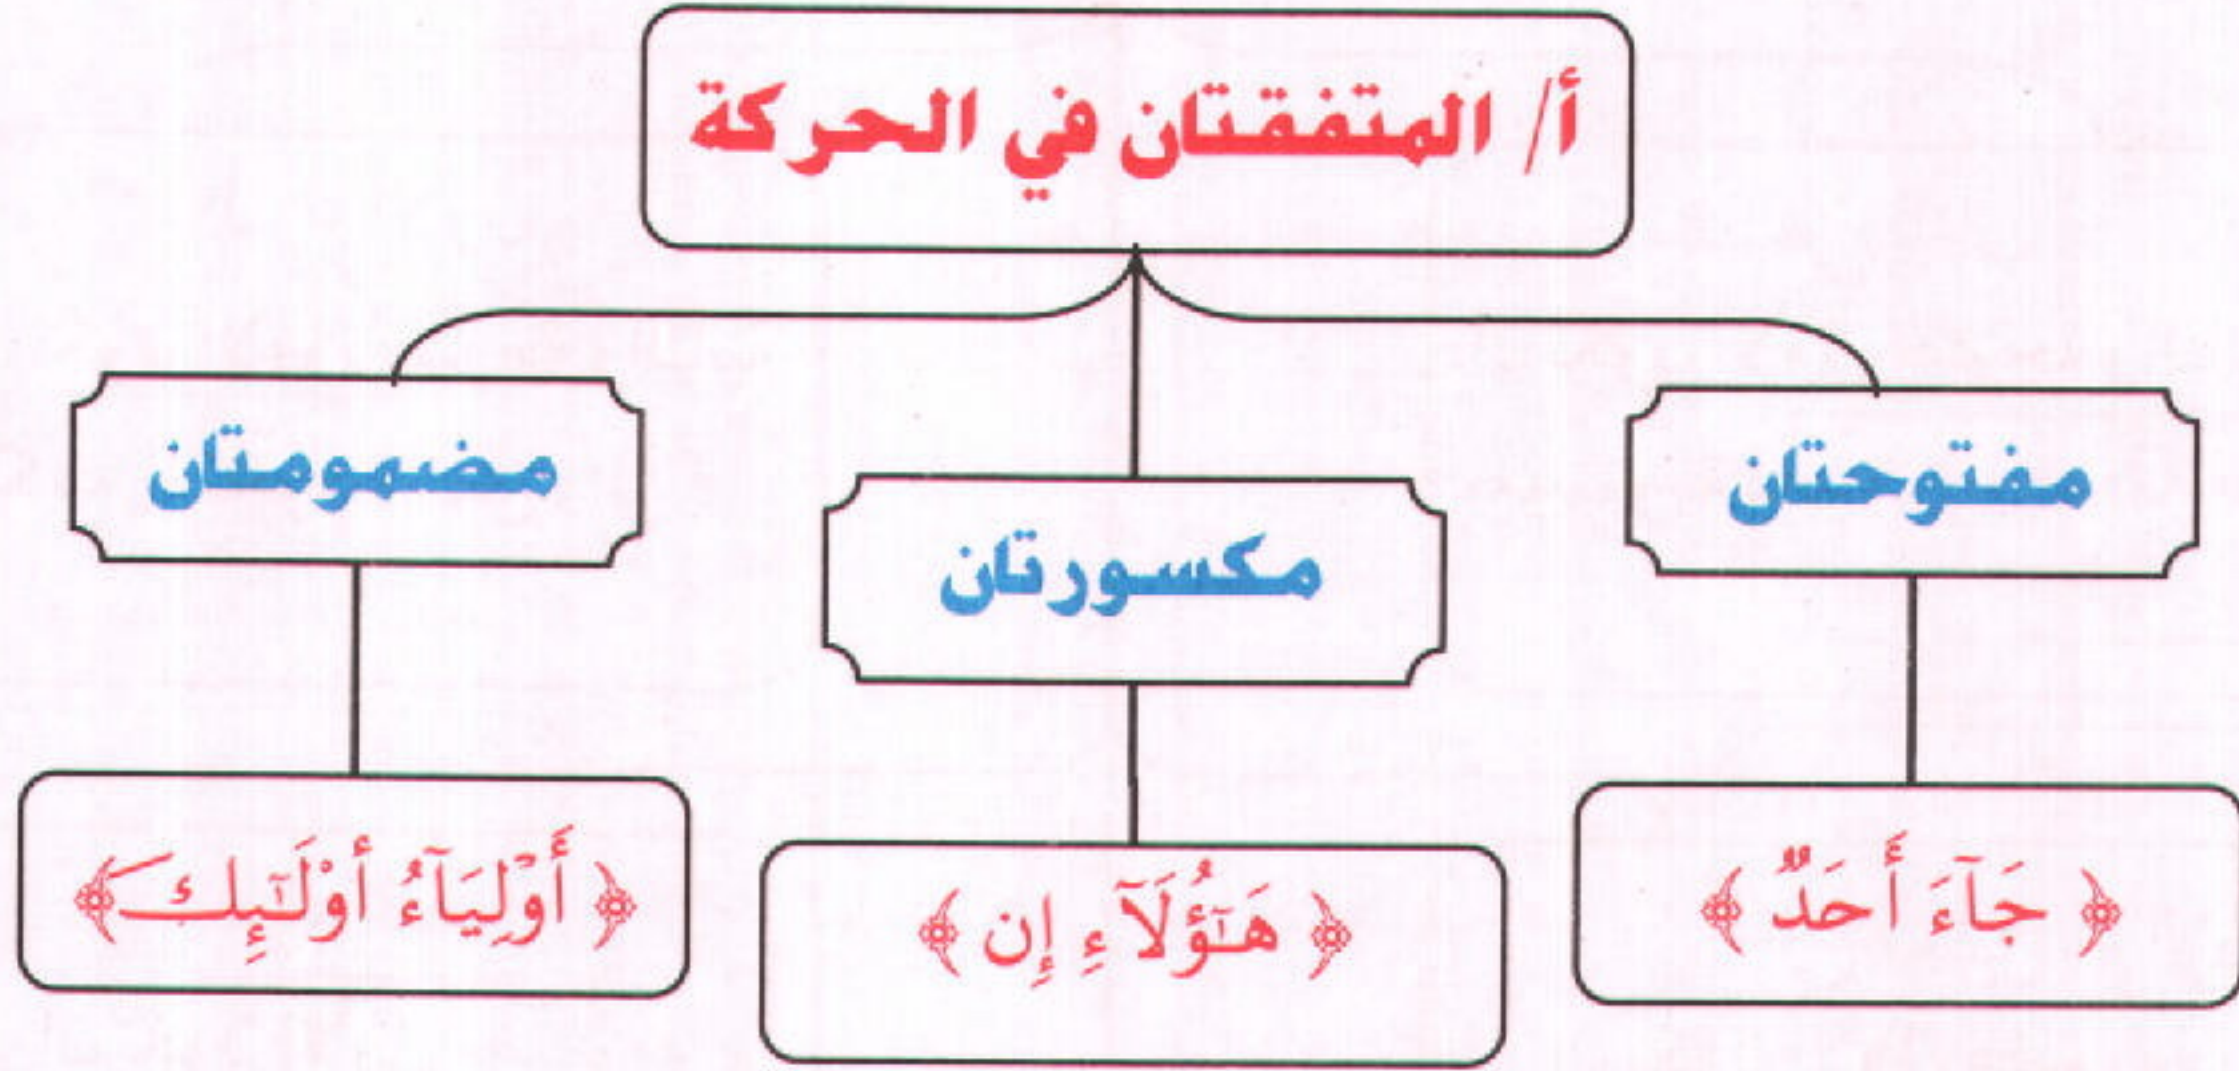 أ/ المتفقتان في الحركة
مفتوحتان
مكسورتان
مضمومتان
﴿ جَآءَ أَحَدٌ ﴾
﴿ هَـٰٓؤُلَآءِ إِن ﴾
﴿ أَوْلِيَآءُ أُوْلَـٰٓئِكَ ﴾